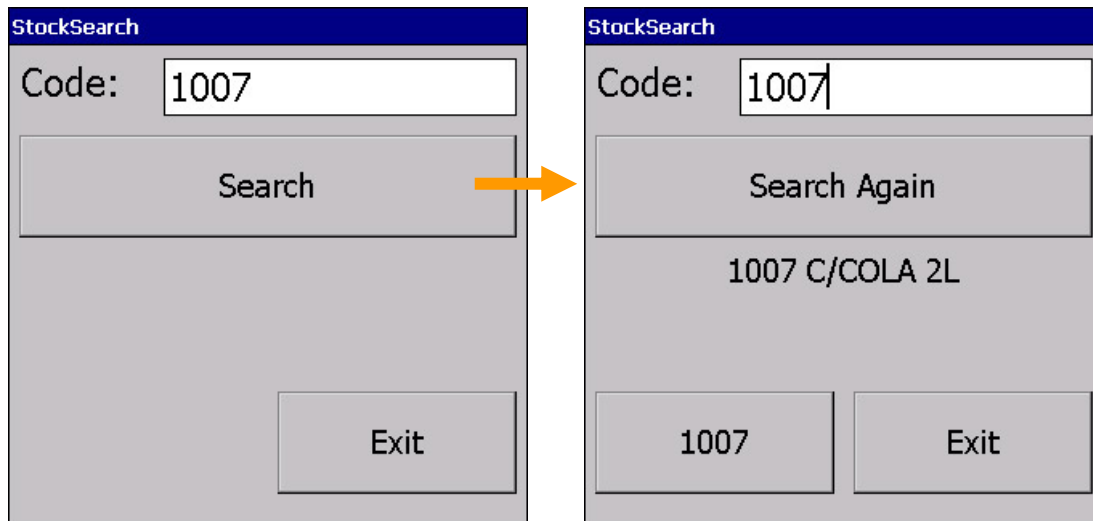 StockSearch
Code: 1007
Search
Exit
StockSearch
Code: 1007
Search Again
1007 C/COLA 2L
1007 Exit